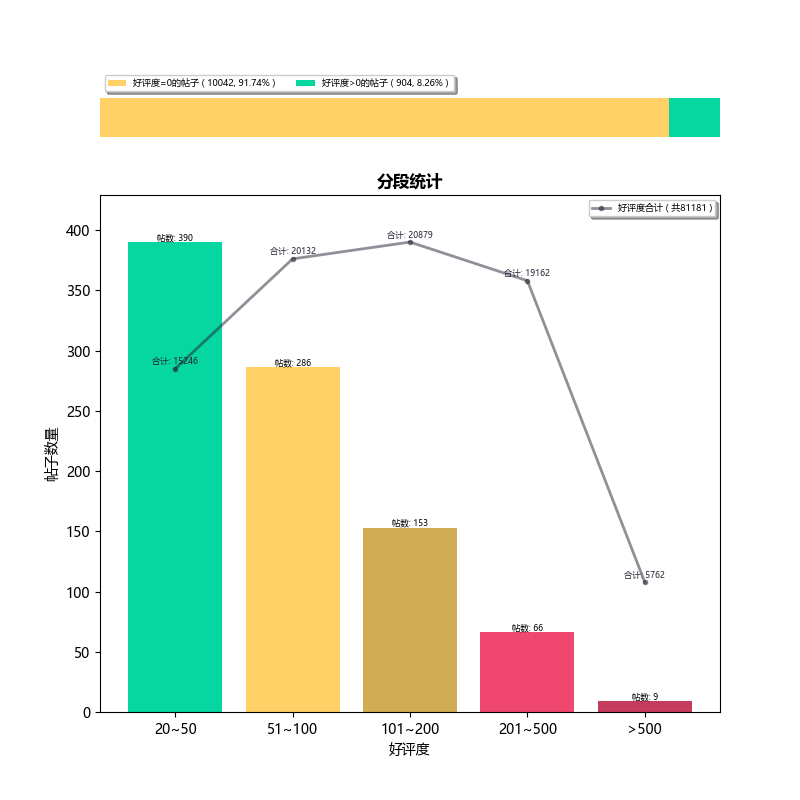 好评度=0的帖子 ( 10042, 91.74% ) 好评度>0的帖子 ( 904, 8.26% )
分段统计
好评度合计 ( 共81181 )
400
350
300
250
200
150
100
50
0
帖子数量
帖数: 390
帖数: 286
帖数: 153
帖数: 66
帖数: 9
合计: 15246
合计: 20132
合计: 20879
合计: 19162
合计: 5762
20~50 51~100 101~200 201~500 >500
好评度